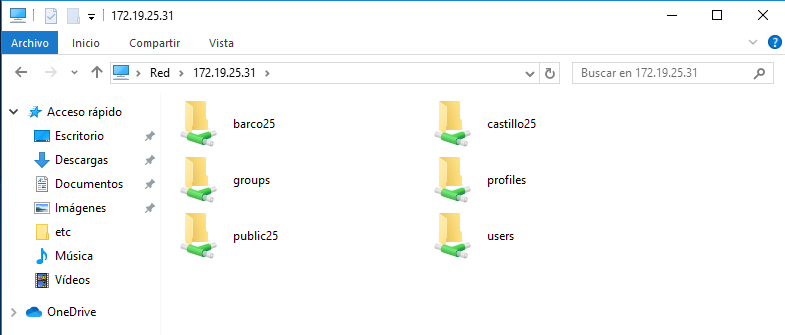 172.19.25.31
Archivo Inicio Compartir Vista
Red 172.19.25.31 Buscar en 172.19.25.31
Acceso rápido
Escritorio
Descargas
Documentos
Imágenes
etc
Música
Vídeos
OneDrive
barco25 castillo25
groups profiles
public25 users